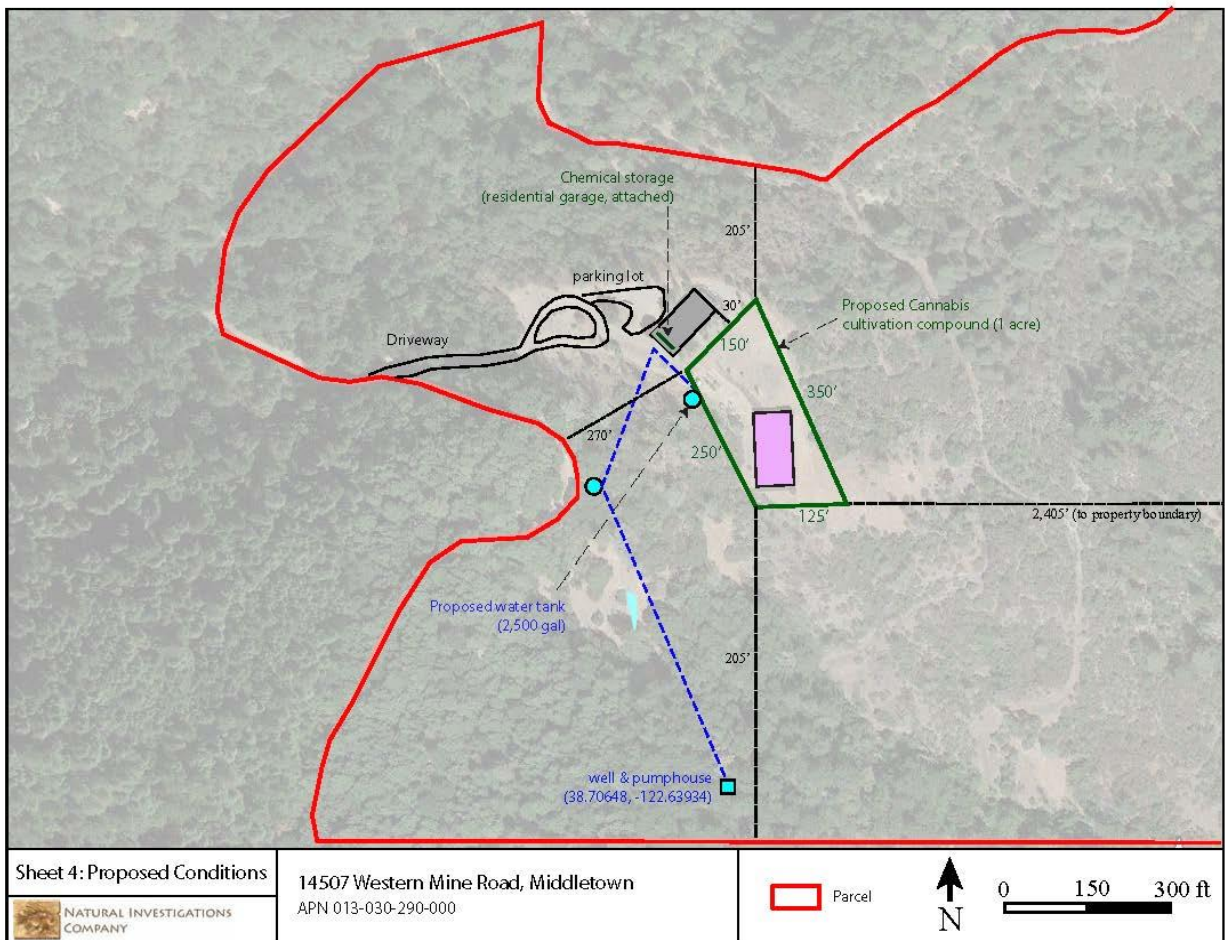 Chemical storage
(residential garage, attached)
205’
parking lot
30’
Proposed Cannabis
cultivation compound (1 acre)
Driveway
150’
350’
270’
250’
125’
2,405’ (to property boundary)
Proposed water tank
(2,500 gal)
205’
well & pumphouse
(38.70648, -122.63934)
Sheet 4: Proposed Conditions
NATURAL INVESTIGATIONS
COMPANY
14507 Western Mine Road, Middletown
APN 013-030-290-000
Parcel
N
0 150 300 ft